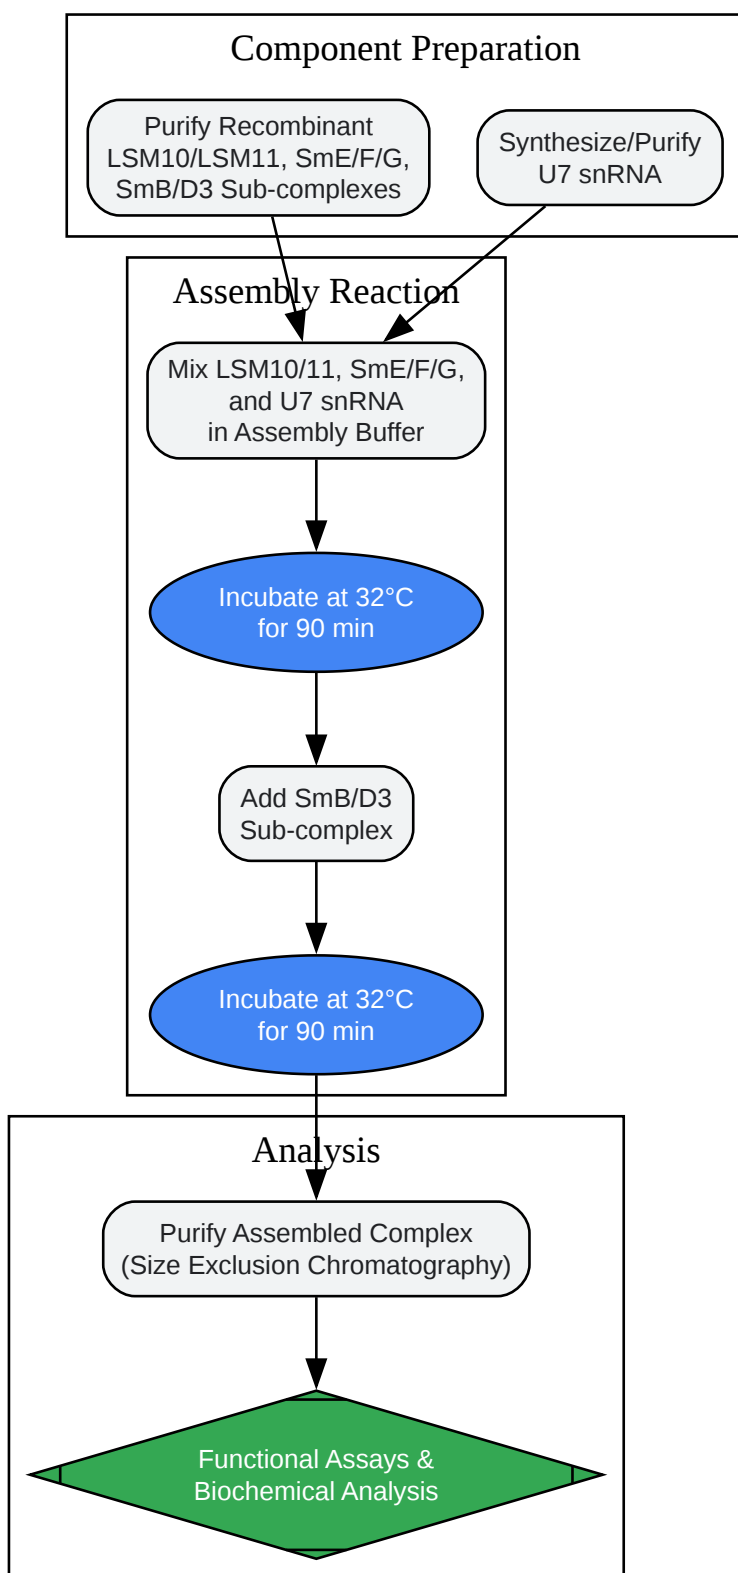 Component Preparation
Purify Recombinant
LSM10/LSM11, SmE/F/G,
SmB/D3 Sub-complexes
Synthesize/Purify
U7 snRNA
Assembly Reaction
Mix LSM10/11, SmE/F/G,
and U7 snRNA
in Assembly Buffer
Incubate at 32°C
for 90 min
Add SmB/D3
Sub-complex
Incubate at 32°C
for 90 min
Analysis
Purify Assembled Complex
(Size Exclusion Chromatography)
Functional Assays &
Biochemical Analysis